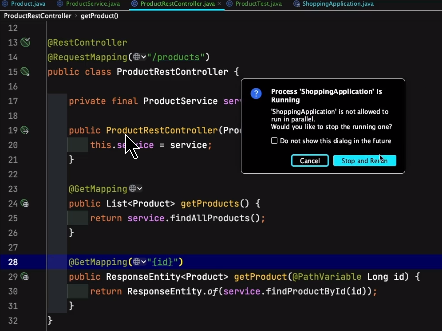 Product.java ProductService.java ProductRestController.java ProductTest.java ShoppingApplication.java
ProductRestController getProduct()
12
13 @RestController
14 @RequestMapping("/products")
15 public class ProductRestController {
16
17 private final ProductService
18
19 public ProductRestController(
20 this.service = service;
21 }
22
23 @GetMapping
24 public List<Product> getProducts() {
25 return service.findAllProducts();
26 }
27
28 @GetMapping("{id}")
29 public ResponseEntity<Product> getProduct(@PathVariable Long id) {
30 return ResponseEntity.of(service.findProductById(id));
31 }
32 }
Process 'ShoppingApplication' Is
Running
'ShoppingApplication' is not allowed to
run in parallel.
Would you like to stop the running one?
Do not show this dialog in the future
Cancel Stop and Rerun